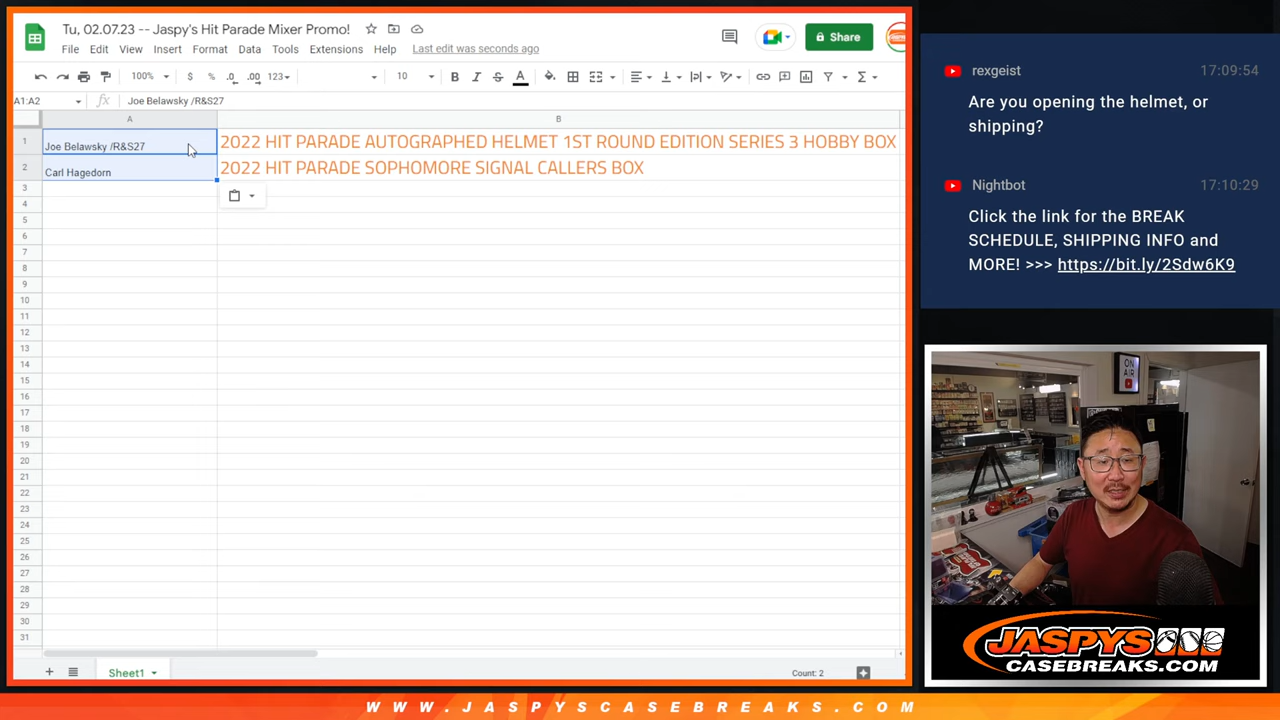 Tu, 02.07.23 -- Jaspy's Hit Parade Mixer Promo!
File Edit View Insert Format Data Tools Extensions Help Last edit was seconds ago
Share
100% $ % .0 .00 123 10 B I S A
A1:A2 fx Joe Belawsky /R&S27
A B
1 Joe Belawsky /R&S27 2022 HIT PARADE AUTOGRAPHED HELMET 1ST ROUND EDITION SERIES 3 HOBBY BOX
2 Carl Hagedorn 2022 HIT PARADE SOPHOMORE SIGNAL CALLERS BOX
3
4
5
6
7
8
9
10
11
12
13
14
15
16
17
18
19
20
21
22
23
24
25
26
27
28
29
30
31
Sheet1 Count: 2
rexgeist 17:09:54
Are you opening the helmet, or
shipping?
Nightbot 17:10:29
Click the link for the BREAK
SCHEDULE, SHIPPING INFO and
MORE! >>> https://bit.ly/2Sdw6K9
ON
AIR
JASPYS
CASEBREAKS.COM
WWW.JASPYSCASEBREAKS.COM